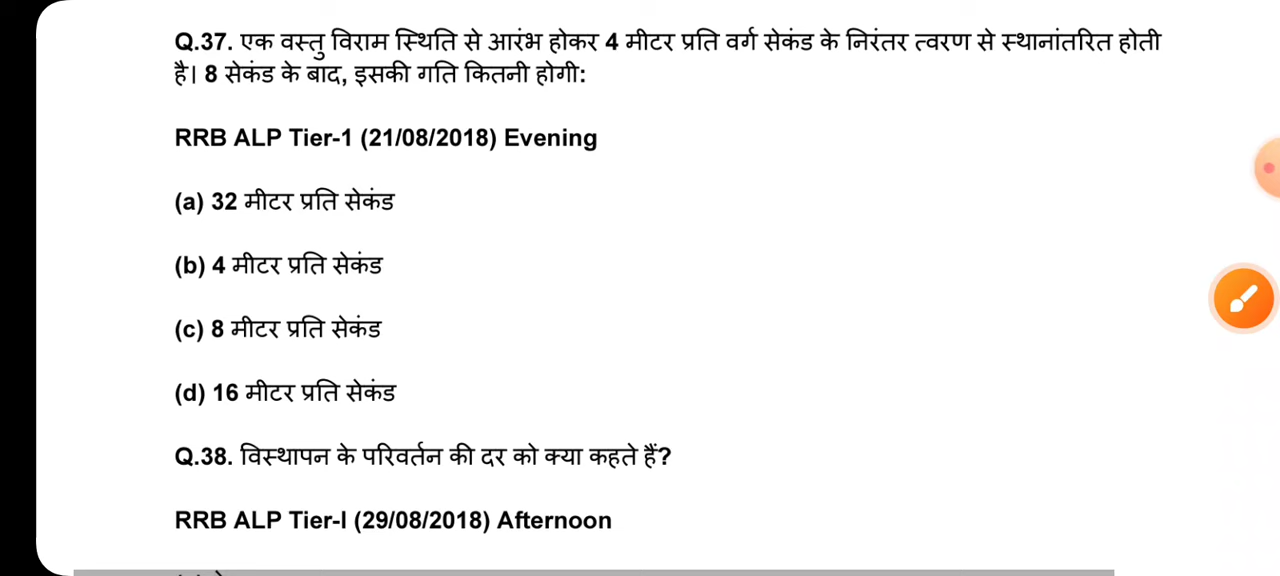 Q.37. एक वस्तु विराम स्थिति से आरंभ होकर 4 मीटर प्रति वर्ग सेकंड के निरंतर त्वरण से स्थानांतरित होती
है। 8 सेकंड के बाद, इसकी गति कितनी होगी:
RRB ALP Tier-1 (21/08/2018) Evening
(a) 32 मीटर प्रति सेकंड
(b) 4 मीटर प्रति सेकंड
(c) 8 मीटर प्रति सेकंड
(d) 16 मीटर प्रति सेकंड
Q.38. विस्थापन के परिवर्तन की दर को क्या कहते हैं?
RRB ALP Tier-I (29/08/2018) Afternoon